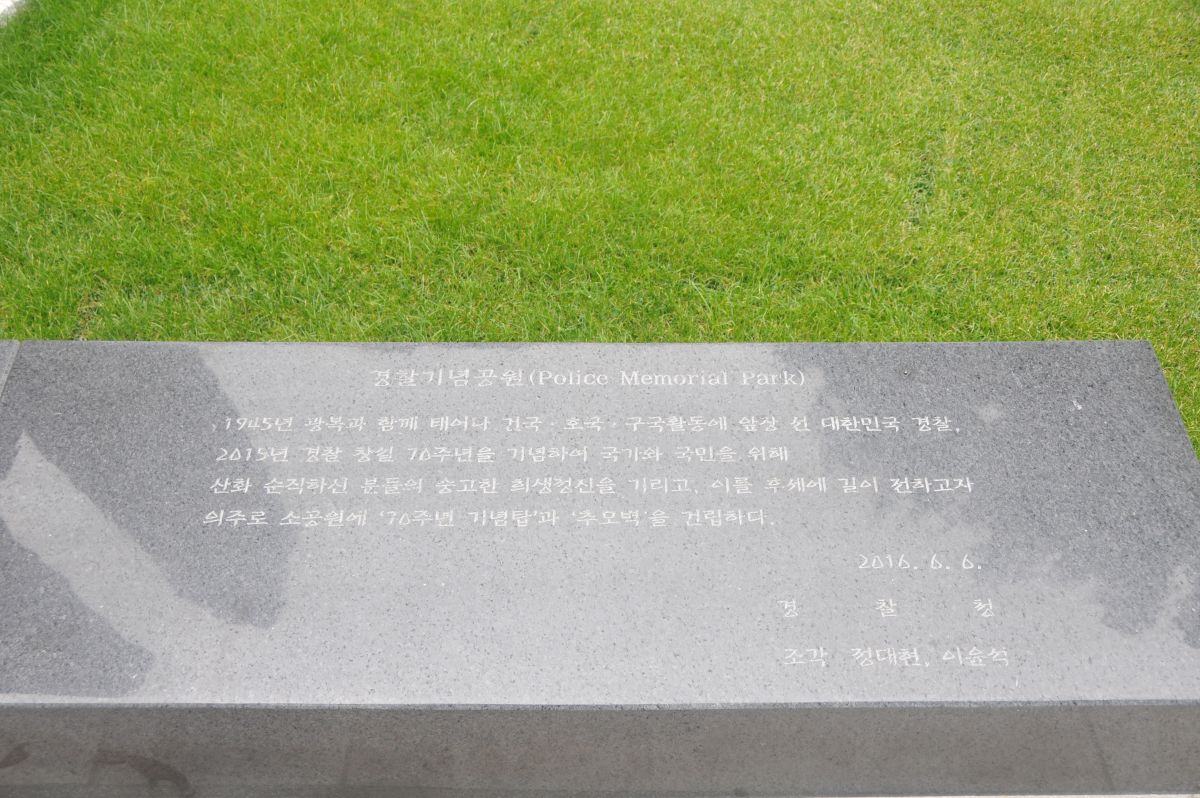 경찰기념공원(Police Memorial Park)
1945년 광복과 함께 태어나 건국·호국·구국활동에 앞장 선 대한민국 경찰,
2015년 경찰 창설 70주년을 기념하여 국가와 국민을 위해
산화 순직하신 분들의 숭고한 희생정신을 기리고, 이를 후세에 길이 전하고자
의주로 소공원에 '70주년 기념탑'과 '추모벽'을 건립하다.
2016. 6. 6.
경 찰 청
조각 정대현, 이윤석